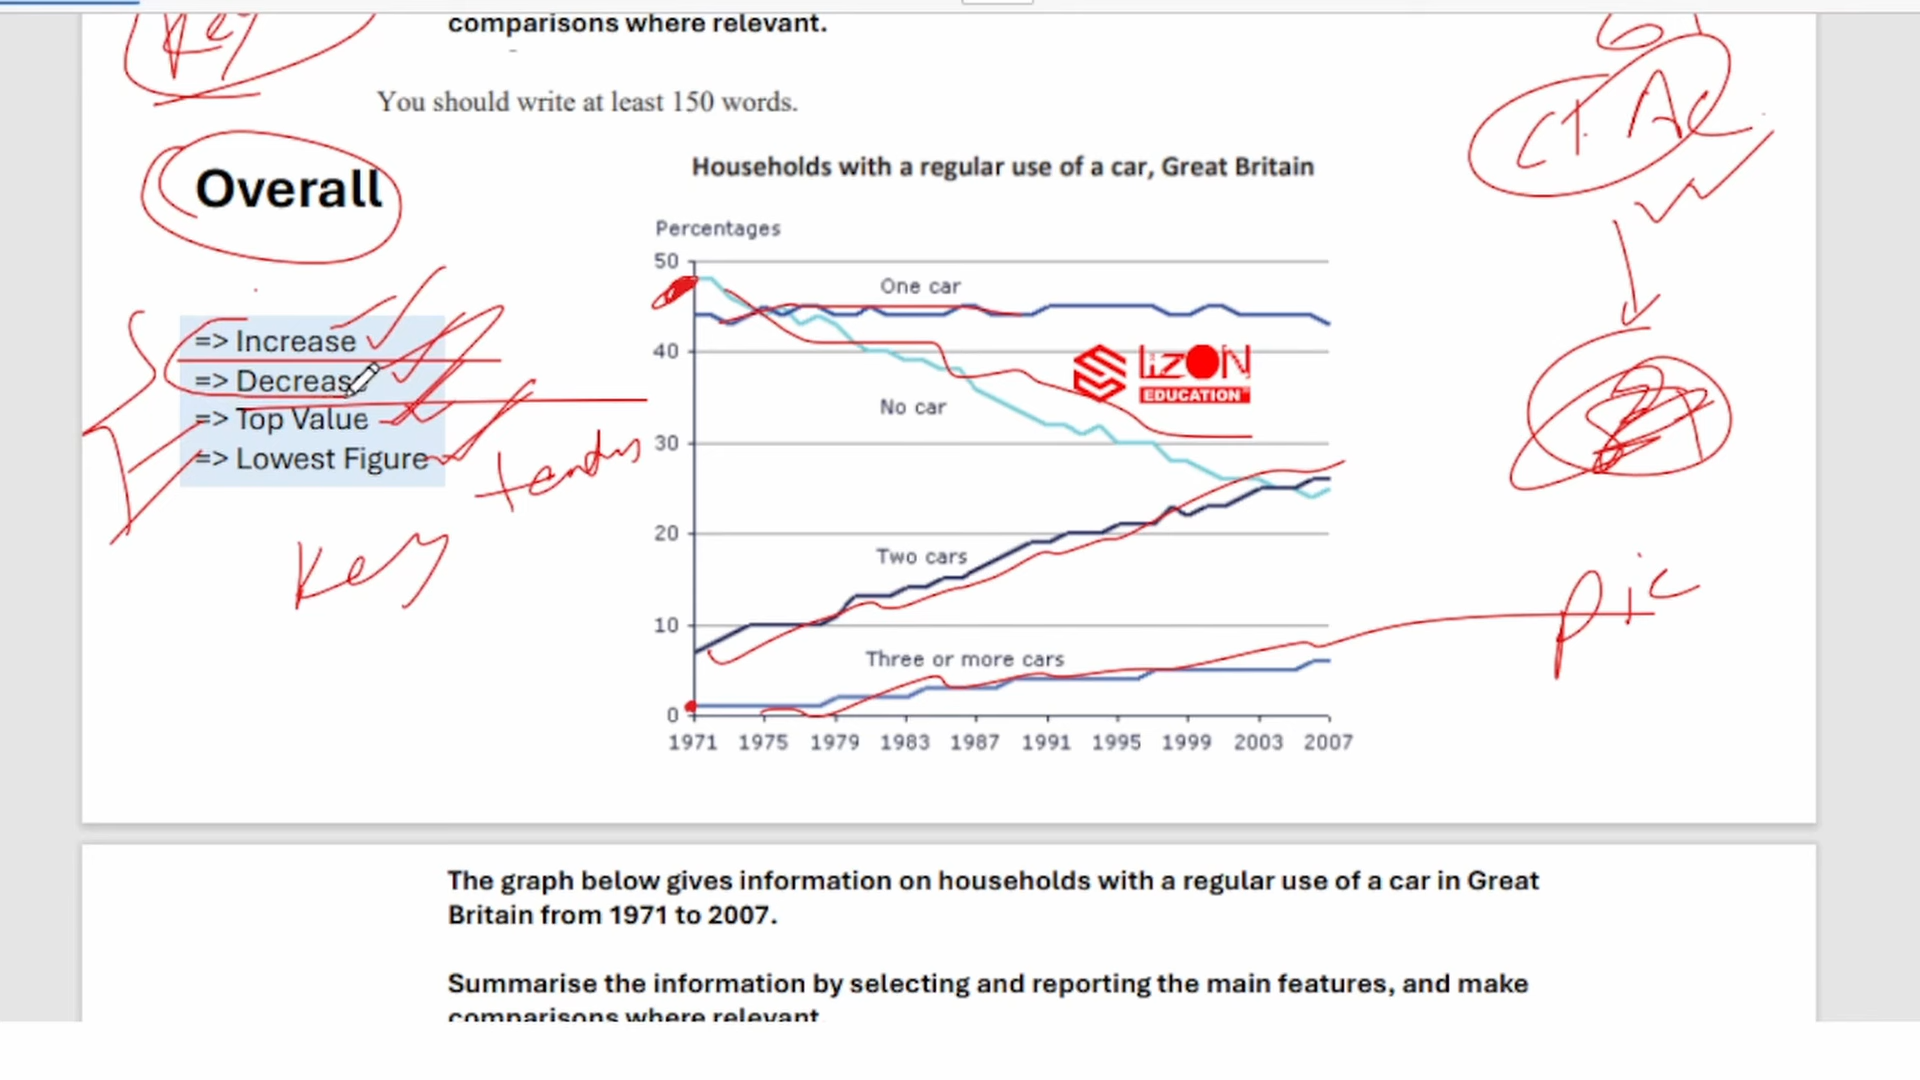 comparisons where relevant.
Key
You should write at least 150 words.
Overall
=> Increase
=> Decrease
=> Top Value
=> Lowest Figure
Key
Households with a regular use of a car, Great Britain
Percentages
50
One car
40
LizON
EDUCATION
No car
30
20
Two cars
10
Three or more cars
0
1971 1975 1979 1983 1987 1991 1995 1999 2003 2007
Pic
The graph below gives information on households with a regular use of a car in Great
Britain from 1971 to 2007.
Summarise the information by selecting and reporting the main features, and make
comparisons where relevant